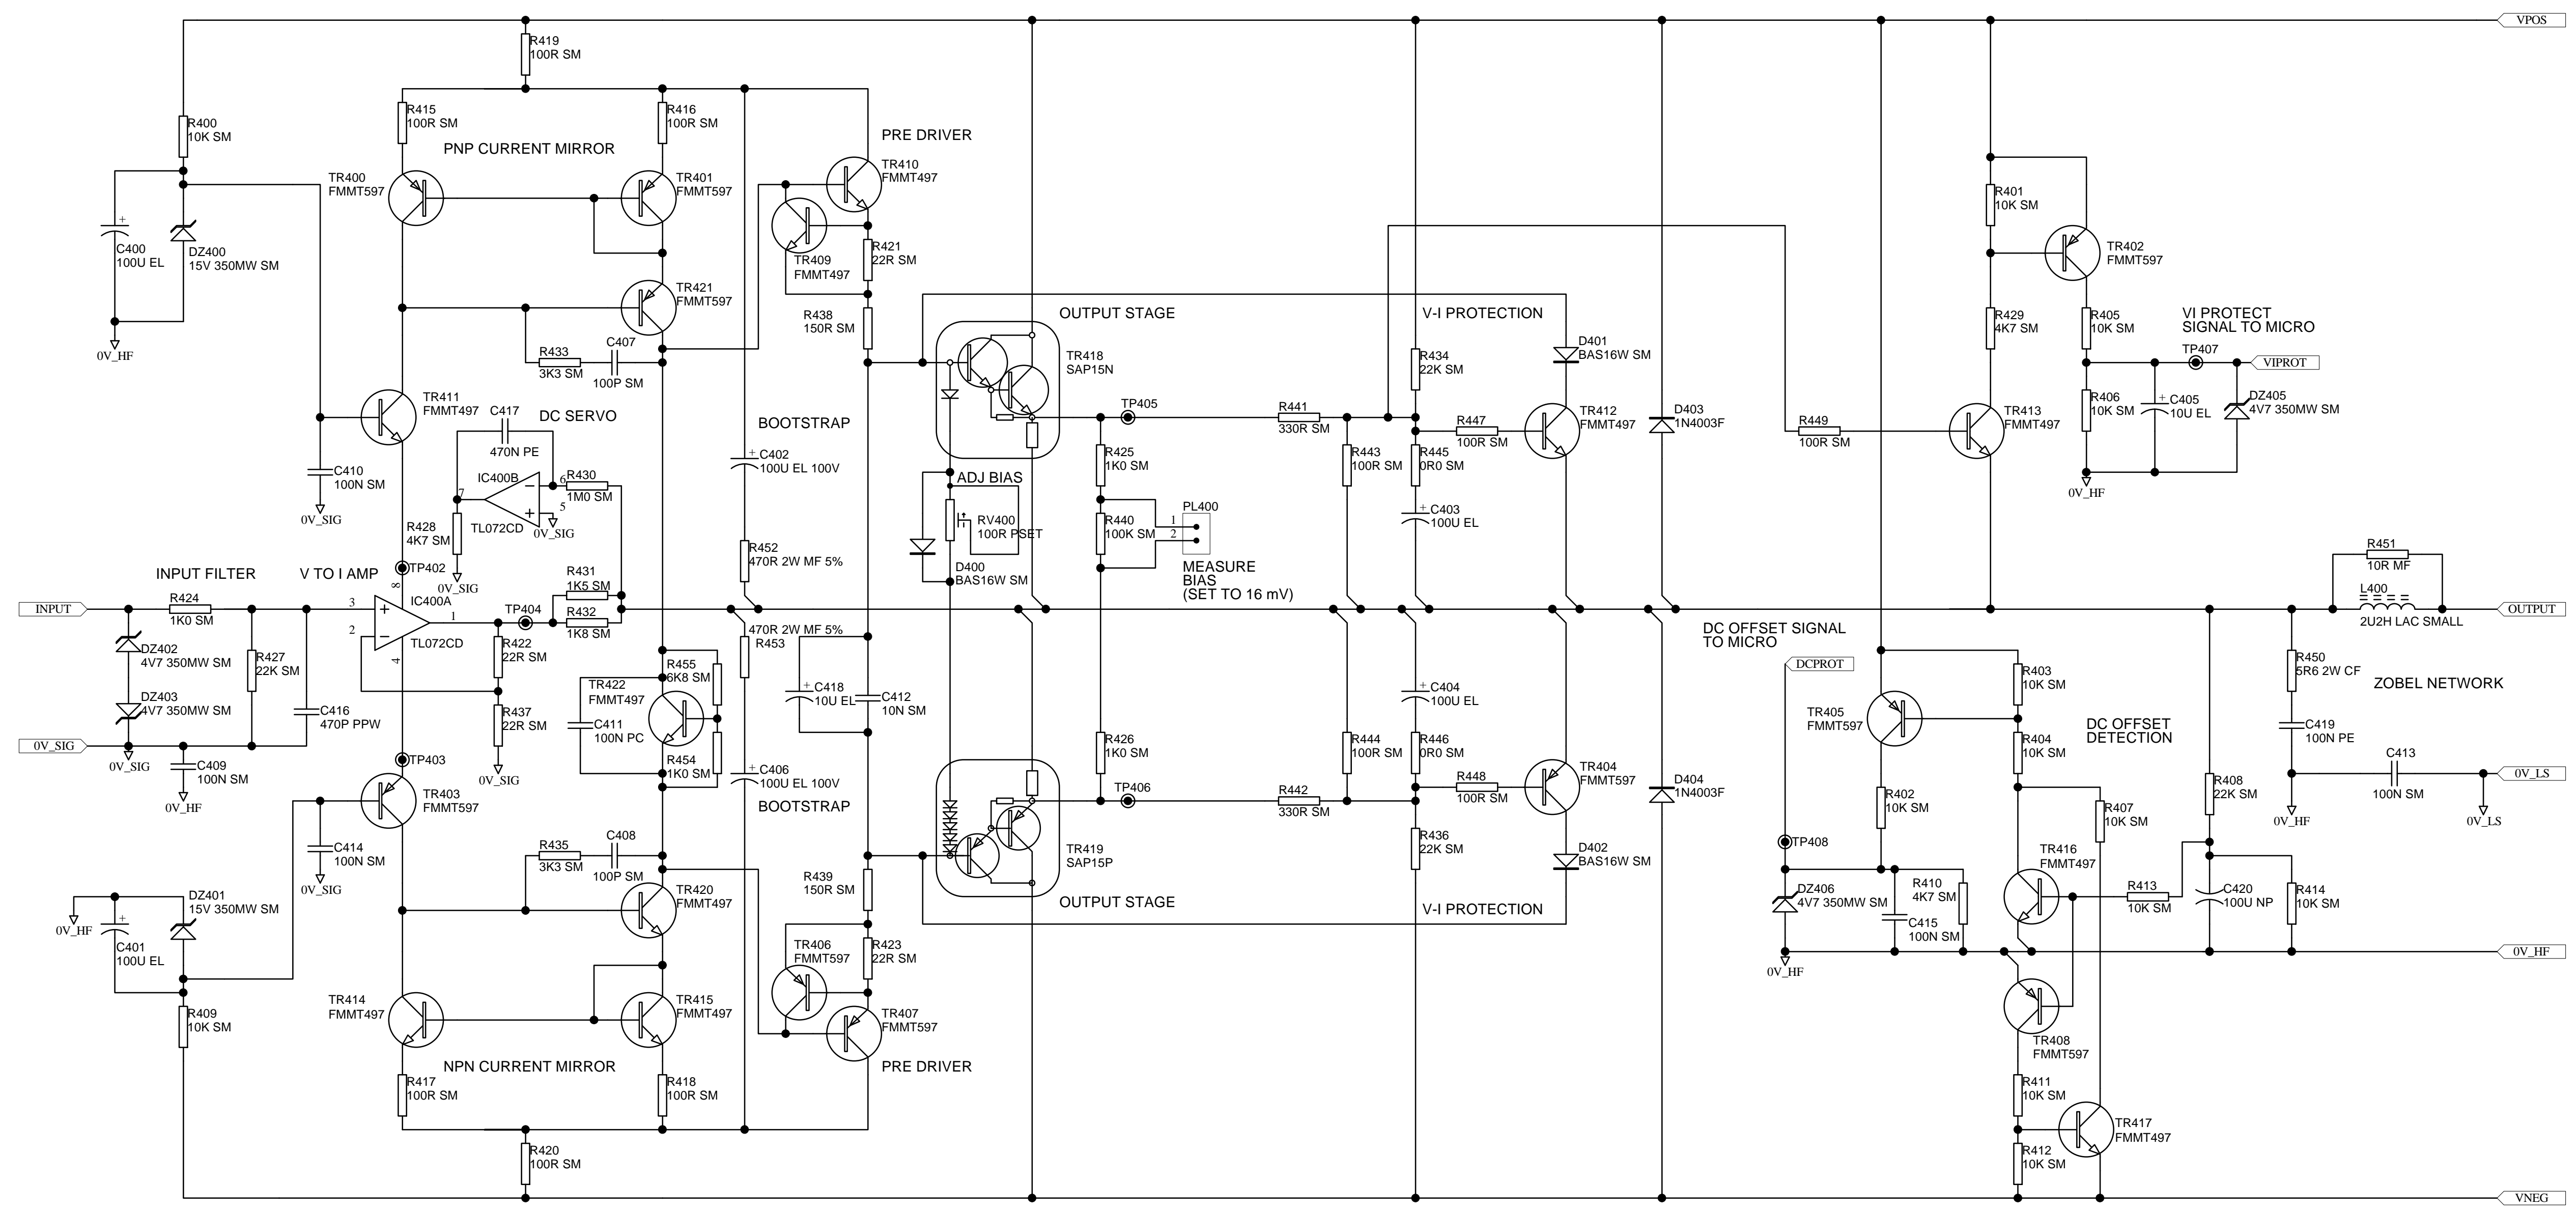 VPOS
R419
100R SM
R400
10K SM
R415
100R SM
R416
100R SM
PRE DRIVER
PNP CURRENT MIRROR
TR400
FMMT597
TR401
FMMT597
TR410
FMMT497
R401
10K SM
+
C400
100U EL
DZ400
15V 350MW SM
0V_HF
TR409
FMMT497
R421
22R SM
TR402
FMMT597
TR421
FMMT597
R438
150R SM
OUTPUT STAGE
V-I PROTECTION
R429
4K7 SM
R405
10K SM
VI PROTECT
SIGNAL TO MICRO
R433
3K3 SM
C407
100P SM
TR418
SAP15N
R434
22K SM
D401
BAS16W SM
TP407
VIPROT
TR411
FMMT497
C417
470N PE
DC SERVO
BOOTSTRAP
TP405
R441
330R SM
R447
100R SM
TR412
FMMT497
D403
1N4003F
R449
100R SM
TR413
FMMT497
R406
10K SM
+
C405
10U EL
DZ405
4V7 350MW SM
0V_HF
C410
100N SM
0V_SIG
IC400B
7
6
5
TL072CD
0V_SIG
R430
1M0 SM
+
C402
100U EL 100V
ADJ BIAS
R425
1K0 SM
R443
100R SM
R445
0R0 SM
R428
4K7 SM
0V_SIG
RV400
100R PSET
R440
100K SM
PL400
1
2
+
C403
100U EL
R452
470R 2W MF 5%
D400
BAS16W SM
MEASURE
BIAS
(SET TO 16 mV)
R451
10R MF
INPUT FILTER
V TO I AMP
TP402
8
R431
1K5 SM
L400
2U2H LAC SMALL
INPUT
R424
1K0 SM
3
2
IC400A
1
4
TL072CD
TP404
R432
1K8 SM
OUTPUT
DZ402
4V7 350MW SM
R427
22K SM
R422
22R SM
470R 2W MF 5%
R453
DC OFFSET SIGNAL
TO MICRO
DCPROT
R450
5R6 2W CF
ZOBEL NETWORK
DZ403
4V7 350MW SM
C416
470P PPW
R437
22R SM
0V_SIG
R455
6K8 SM
TR422
FMMT497
C411
100N PC
R454
1K0 SM
+
C418
10U EL
C412
10N SM
+
C404
100U EL
R403
10K SM
TR405
FMMT597
R404
10K SM
DC OFFSET
DETECTION
C419
100N PE
0V_SIG
0V_SIG
C409
100N SM
0V_HF
TP403
TR403
FMMT597
+
C406
100U EL 100V
BOOTSTRAP
R426
1K0 SM
TP406
R442
330R SM
R444
100R SM
R446
0R0 SM
R448
100R SM
TR404
FMMT597
D404
1N4003F
R402
10K SM
R407
10K SM
R408
22K SM
C413
100N SM
0V_LS
0V_HF
0V_LS
C414
100N SM
0V_SIG
R435
3K3 SM
C408
100P SM
TR419
SAP15P
R436
22K SM
D402
BAS16W SM
TP408
TR416
FMMT497
DZ401
15V 350MW SM
0V_HF
+
C401
100U EL
TR420
FMMT497
R439
150R SM
OUTPUT STAGE
V-I PROTECTION
DZ406
4V7 350MW SM
R410
4K7 SM
C415
100N SM
0V_HF
R413
10K SM
C420
100U NP
R414
10K SM
0V_HF
TR406
FMMT597
R423
22R SM
R409
10K SM
TR414
FMMT497
TR415
FMMT497
TR407
FMMT597
TR408
FMMT597
NPN CURRENT MIRROR
PRE DRIVER
R417
100R SM
R418
100R SM
R411
10K SM
TR417
FMMT497
R420
100R SM
R412
10K SM
VNEG